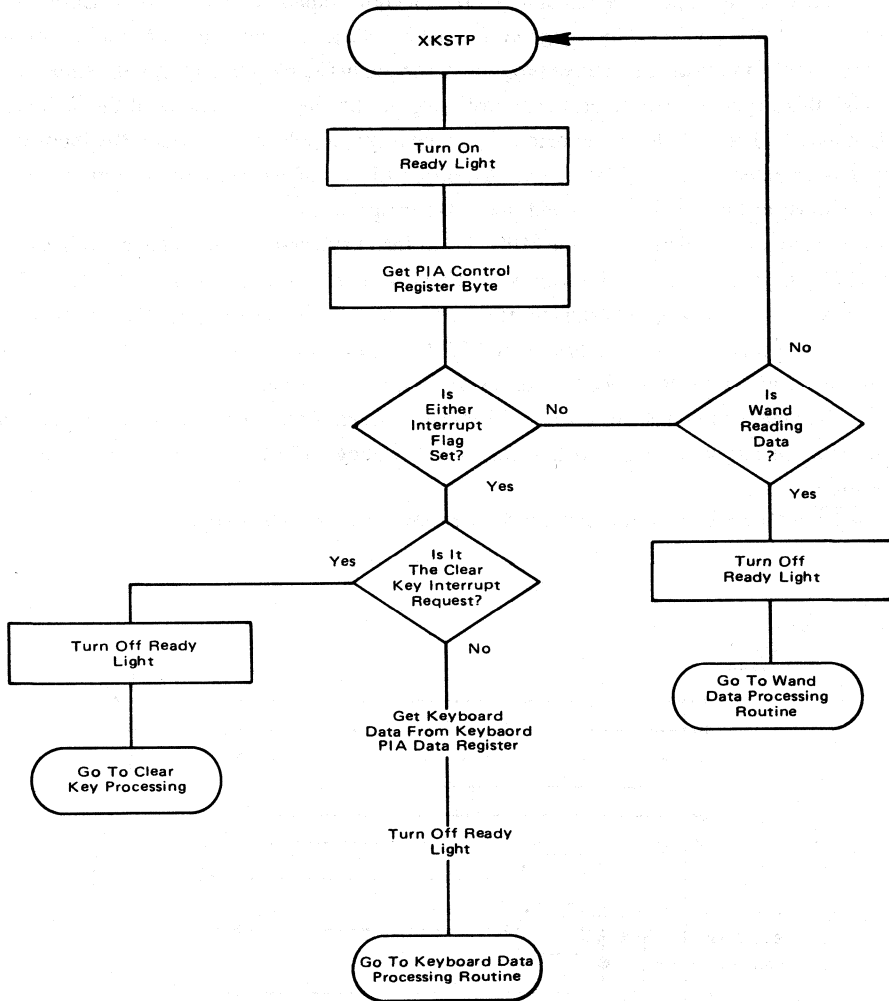 XKSTP
Turn On
Ready Light
Get PIA Control
Register Byte
Is
Either
Interrupt
Flag
Set?
No
Yes
Is
Wand
Reading
Data
?
No
Yes
Turn Off
Ready Light
Go To Wand
Data Processing
Routine
Is It
The Clear
Key Interrupt
Request?
Yes
No
Turn Off Ready
Light
Go To Clear
Key Processing
Get Keyboard
Data From Keybaord
PIA Data Register
Turn Off Ready
Light
Go To Keyboard Data
Processing Routine